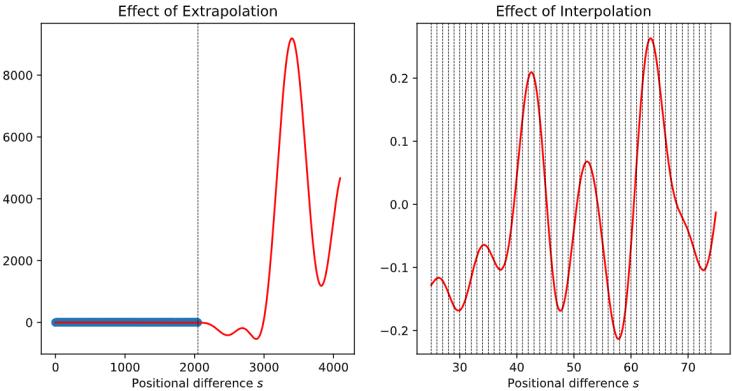 Effect of Extrapolation
8000
6000
4000
2000
0
0 1000 2000 3000 4000
Positional difference s
Effect of Interpolation
0.2
0.1
0.0
−0.1
−0.2
30 40 50 60 70
Positional difference s